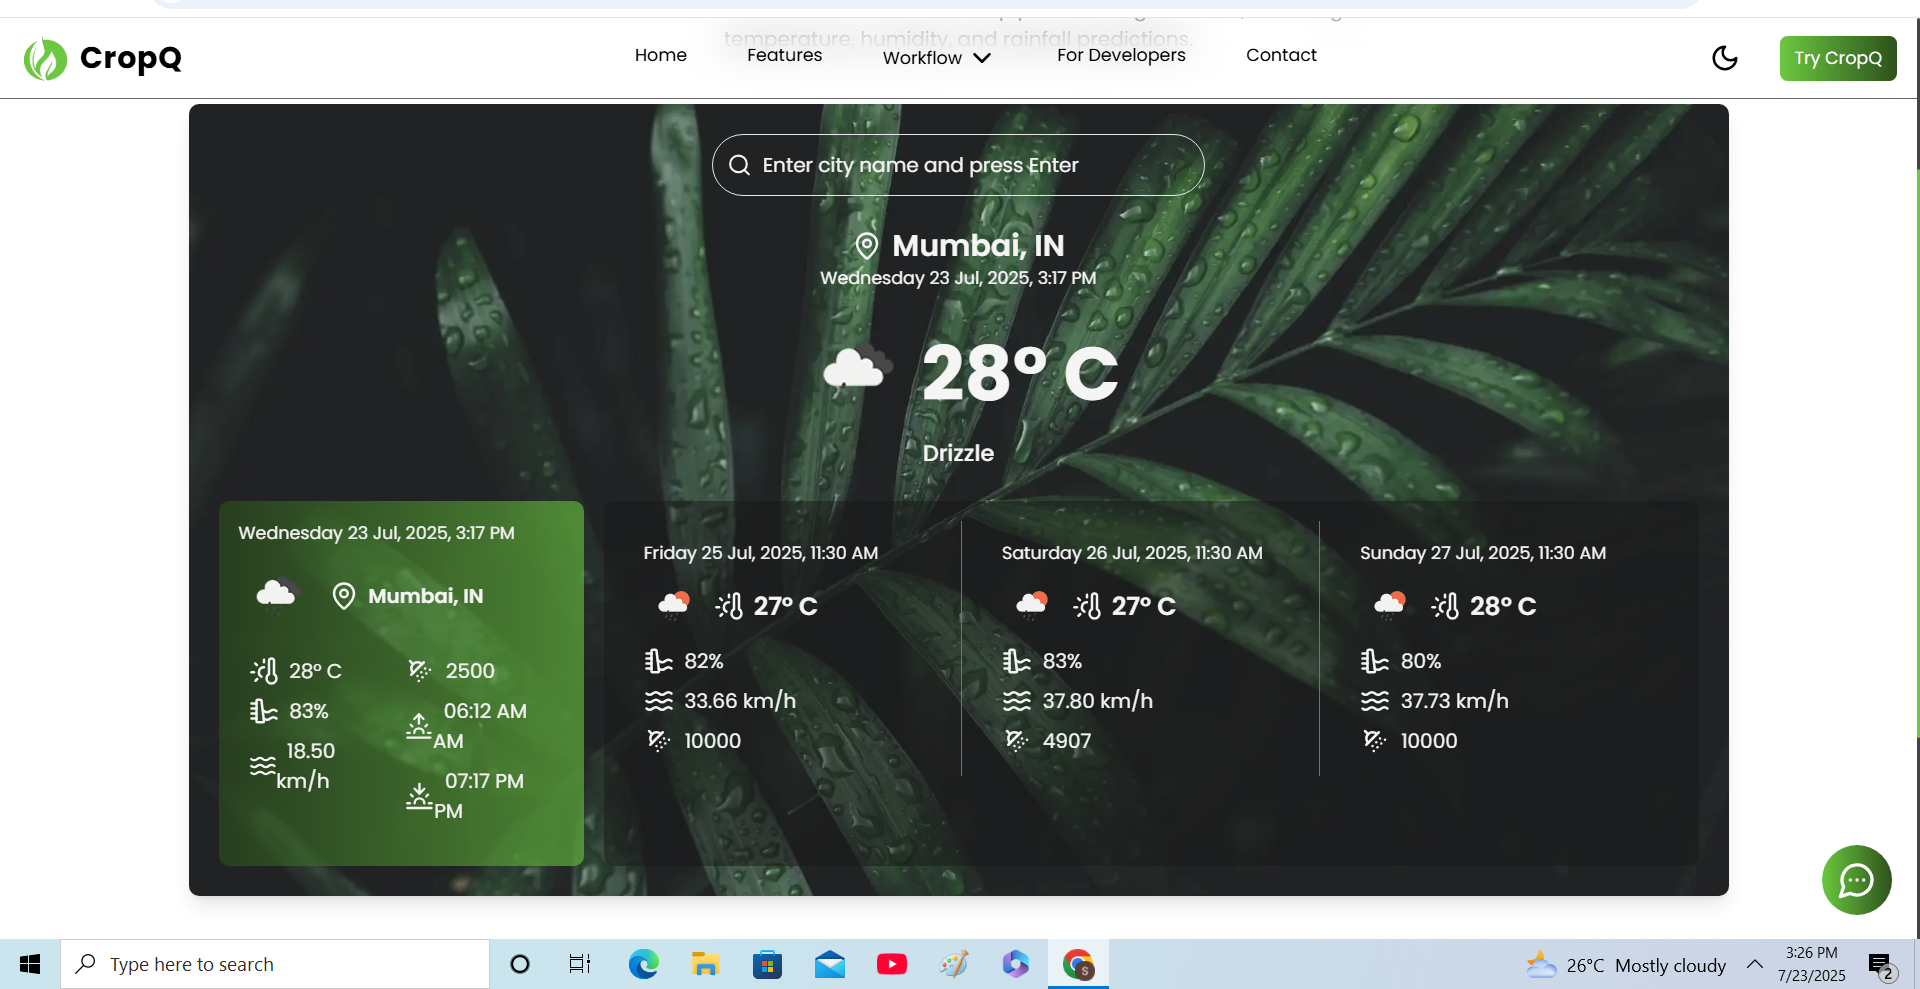 temperature, humidity, and rainfall predictions.
CropQ
Home
Features
Workflow
For Developers
Contact
Try CropQ
Enter city name and press Enter
Mumbai, IN
Wednesday 23 Jul, 2025, 3:17 PM
28° C
Drizzle
Wednesday 23 Jul, 2025, 3:17 PM
Mumbai, IN
28° C
83%
18.50
km/h
2500
06:12 AM
AM
07:17 PM
PM
Friday 25 Jul, 2025, 11:30 AM
27° C
82%
33.66 km/h
10000
Saturday 26 Jul, 2025, 11:30 AM
27° C
83%
37.80 km/h
4907
Sunday 27 Jul, 2025, 11:30 AM
28° C
80%
37.73 km/h
10000
Type here to search
S
26°C Mostly cloudy
3:26 PM
7/23/2025
2